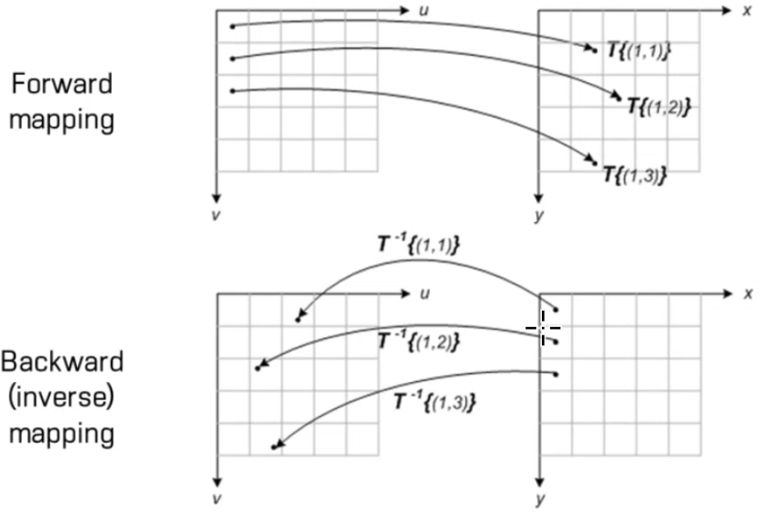 u
x
Forward
mapping
T{(1,1)}
T{(1,2)}
T{(1,3)}
v
y
T⁻¹{(1,1)}
u
x
T⁻¹{(1,2)}
Backward
(inverse)
mapping
T⁻¹{(1,3)}
v
y